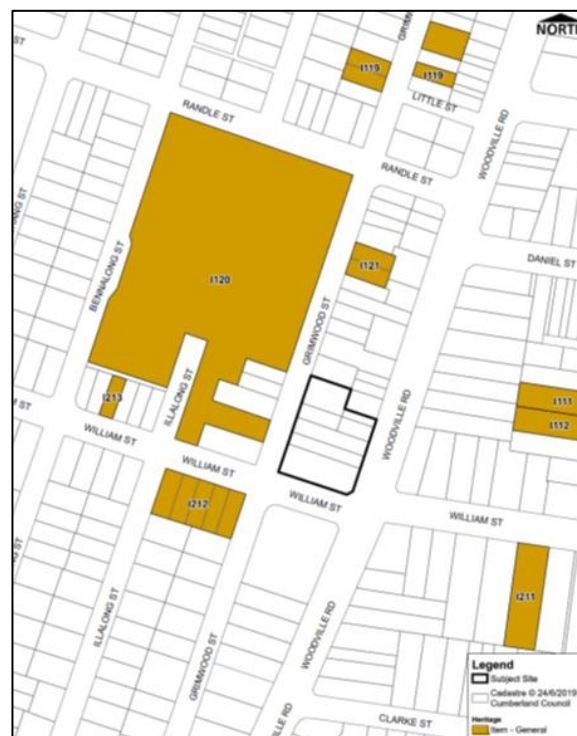 NORTH
GRIMW
I119
I119
LITTLE ST
RANDLE ST
WOODVILLE RD
RANDLE ST
DANIEL ST
I121
BENNALONG ST
I120
GRIMWOOD ST
I111
I112
I213
ILLALONG ST
WOODVILLE RD
WILLIAM ST
WILLIAM ST
WILLIAM ST
WILLIAM ST
I212
I211
ILLALONG ST
GRIMWOOD ST
WOODVILLE RD
CLARKE ST
Legend
Subject Site
Cadastre © 24/6/2019
Cumberland Council
Heritage
Item - General